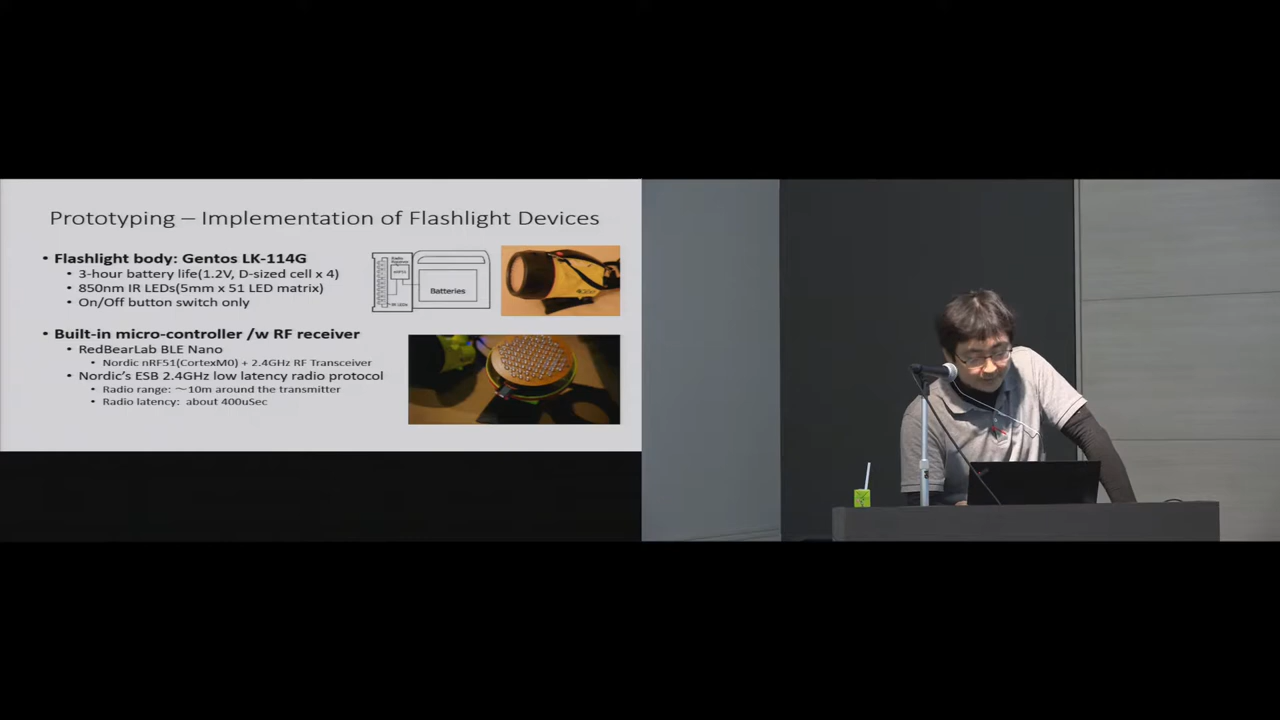 Prototyping – Implementation of Flashlight Devices
• Flashlight body: Gentos LK-114G
• 3-hour battery life(1.2V, D-sized cell x 4)
• 850nm IR LEDs(5mm x 51 LED matrix)
• On/Off button switch only
Batteries
• Built-in micro-controller /w RF receiver
• RedBearLab BLE Nano
• Nordic nRF51(CortexM0) + 2.4GHz RF Transceiver
• Nordic's ESB 2.4GHz low latency radio protocol
• Radio range: ～10m around the transmitter
• Radio latency: about 400uSec